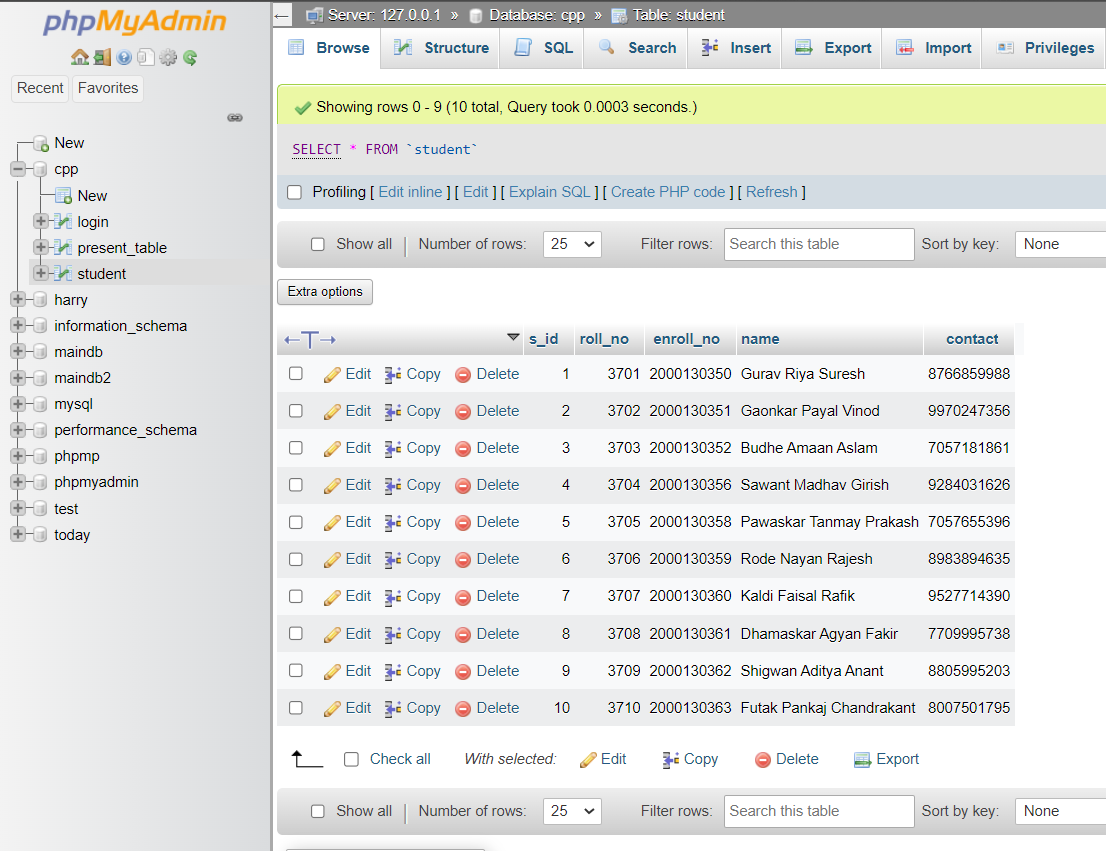 phpMyAdmin
Recent Favorites
New
cpp
New
login
present_table
student
harry
information_schema
maindb
maindb2
mysql
performance_schema
phpmp
phpmyadmin
test
today
Server: 127.0.0.1 » Database: cpp » Table: student
Browse Structure SQL Search Insert Export Import Privileges
Showing rows 0 - 9 (10 total, Query took 0.0003 seconds.)
SELECT * FROM `student`
Profiling [ Edit inline ] [ Edit ] [ Explain SQL ] [ Create PHP code ] [ Refresh ]
Show all | Number of rows: 25 Filter rows: Search this table Sort by key: None
Extra options
←T→ s_id roll_no enroll_no name contact
Edit Copy Delete 1 3701 2000130350 Gurav Riya Suresh 8766859988
Edit Copy Delete 2 3702 2000130351 Gaonkar Payal Vinod 9970247356
Edit Copy Delete 3 3703 2000130352 Budhe Amaan Aslam 7057181861
Edit Copy Delete 4 3704 2000130356 Sawant Madhav Girish 9284031626
Edit Copy Delete 5 3705 2000130358 Pawaskar Tanmay Prakash 7057655396
Edit Copy Delete 6 3706 2000130359 Rode Nayan Rajesh 8983894635
Edit Copy Delete 7 3707 2000130360 Kaldi Faisal Rafik 9527714390
Edit Copy Delete 8 3708 2000130361 Dhamaskar Agyan Fakir 7709995738
Edit Copy Delete 9 3709 2000130362 Shigwan Aditya Anant 8805995203
Edit Copy Delete 10 3710 2000130363 Futak Pankaj Chandrakant 8007501795
Check all With selected: Edit Copy Delete Export
Show all | Number of rows: 25 Filter rows: Search this table Sort by key: None